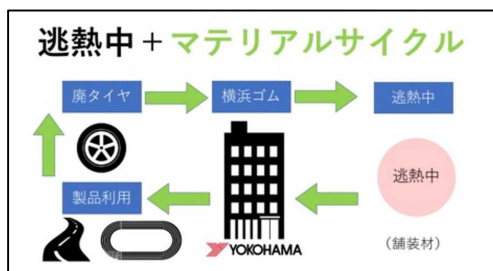 逃熱中+マテリアルサイクル
廃タイヤ
横浜ゴム
逃熱中
製品利用
逃熱中
YOKOHAMA
（舗装材）